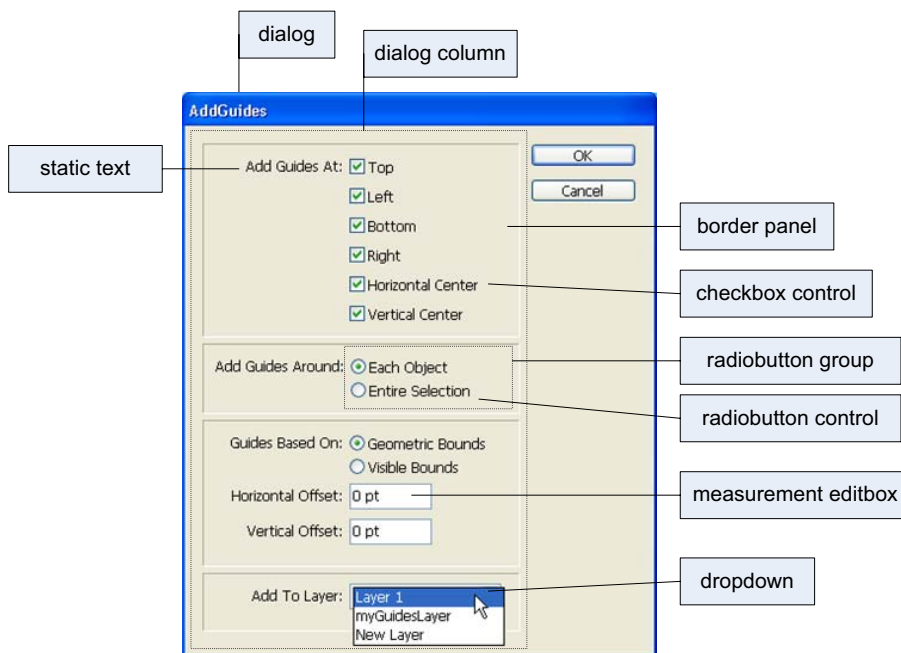 dialog
dialog column
AddGuides
static text
Add Guides At: Top
OK
Left
Cancel
Bottom
border panel
Right
Horizontal Center
checkbox control
Vertical Center
Add Guides Around: Each Object
radiobutton group
Entire Selection
radiobutton control
Guides Based On: Geometric Bounds
Visible Bounds
Horizontal Offset: 0 pt
measurement editbox
Vertical Offset: 0 pt
dropdown
Add To Layer: Layer 1
myGuidesLayer
New Layer